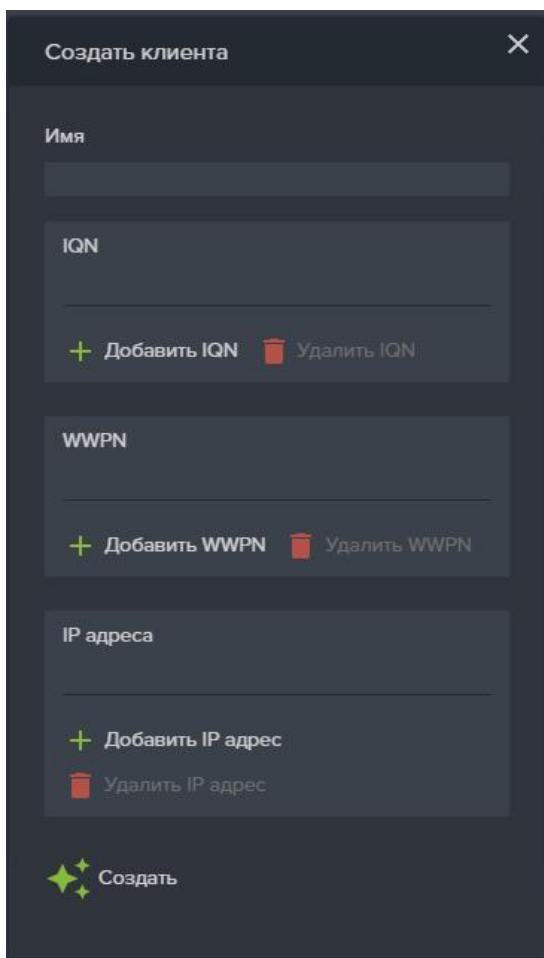 Создать клиента
Имя
IQN
Добавить IQN Удалить IQN
WWPN
Добавить WWPN Удалить WWPN
IP адреса
Добавить IP адрес
Удалить IP адрес
Создать